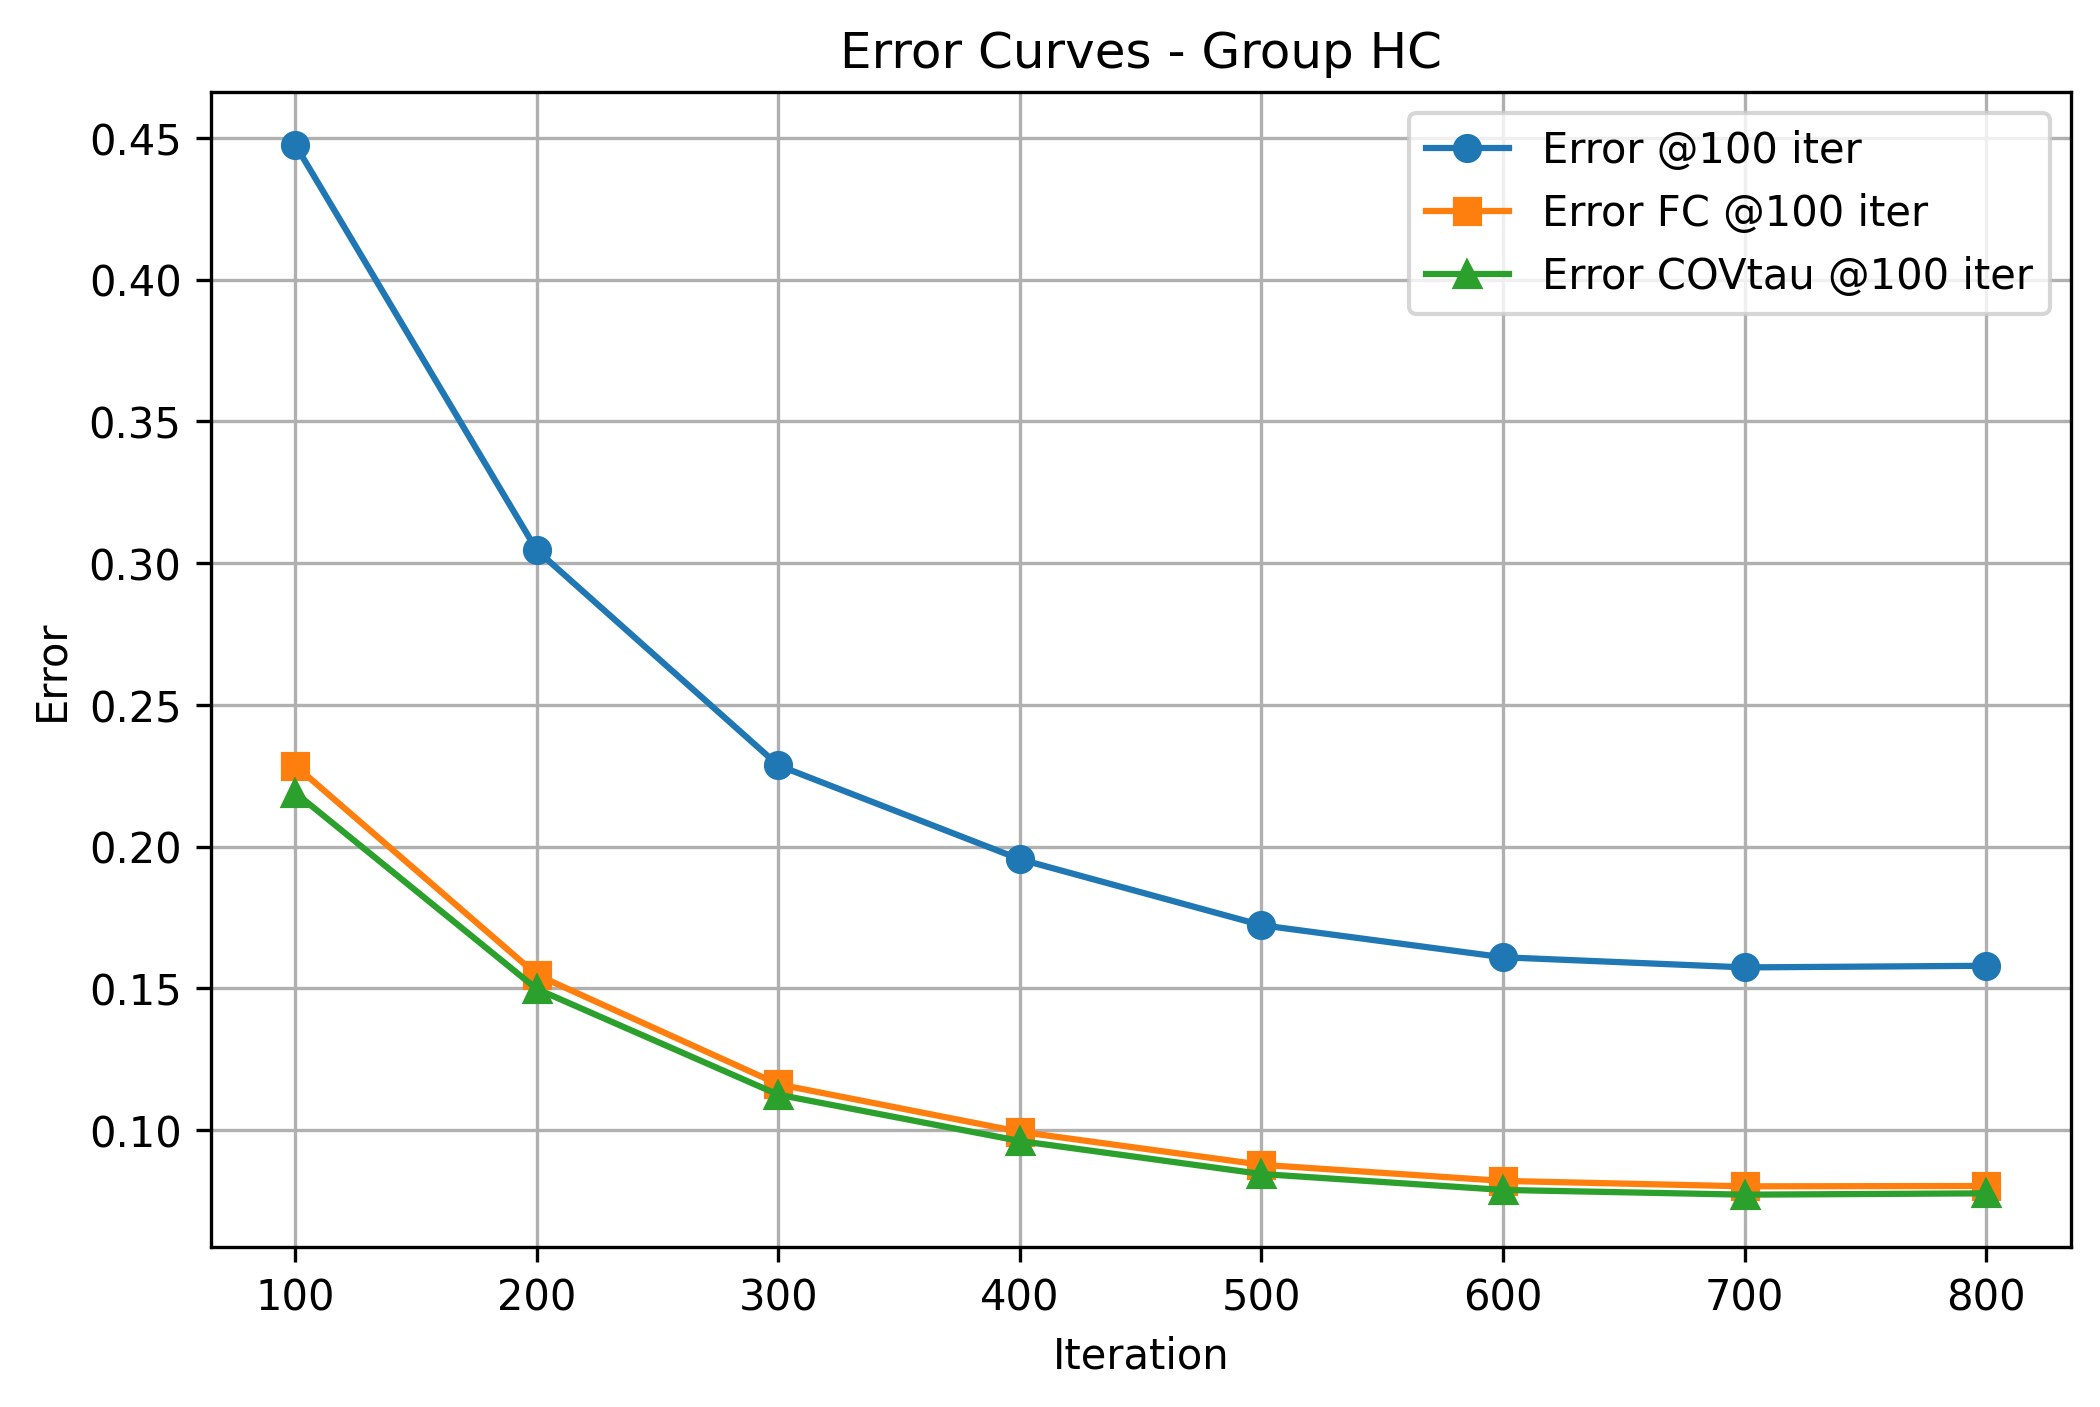 Error Curves - Group HC
Error @100 iter
Error FC @100 iter
Error COVtau @100 iter
0.45
0.40
0.35
0.30
0.25
0.20
0.15
0.10
Error
100 200 300 400 500 600 700 800
Iteration